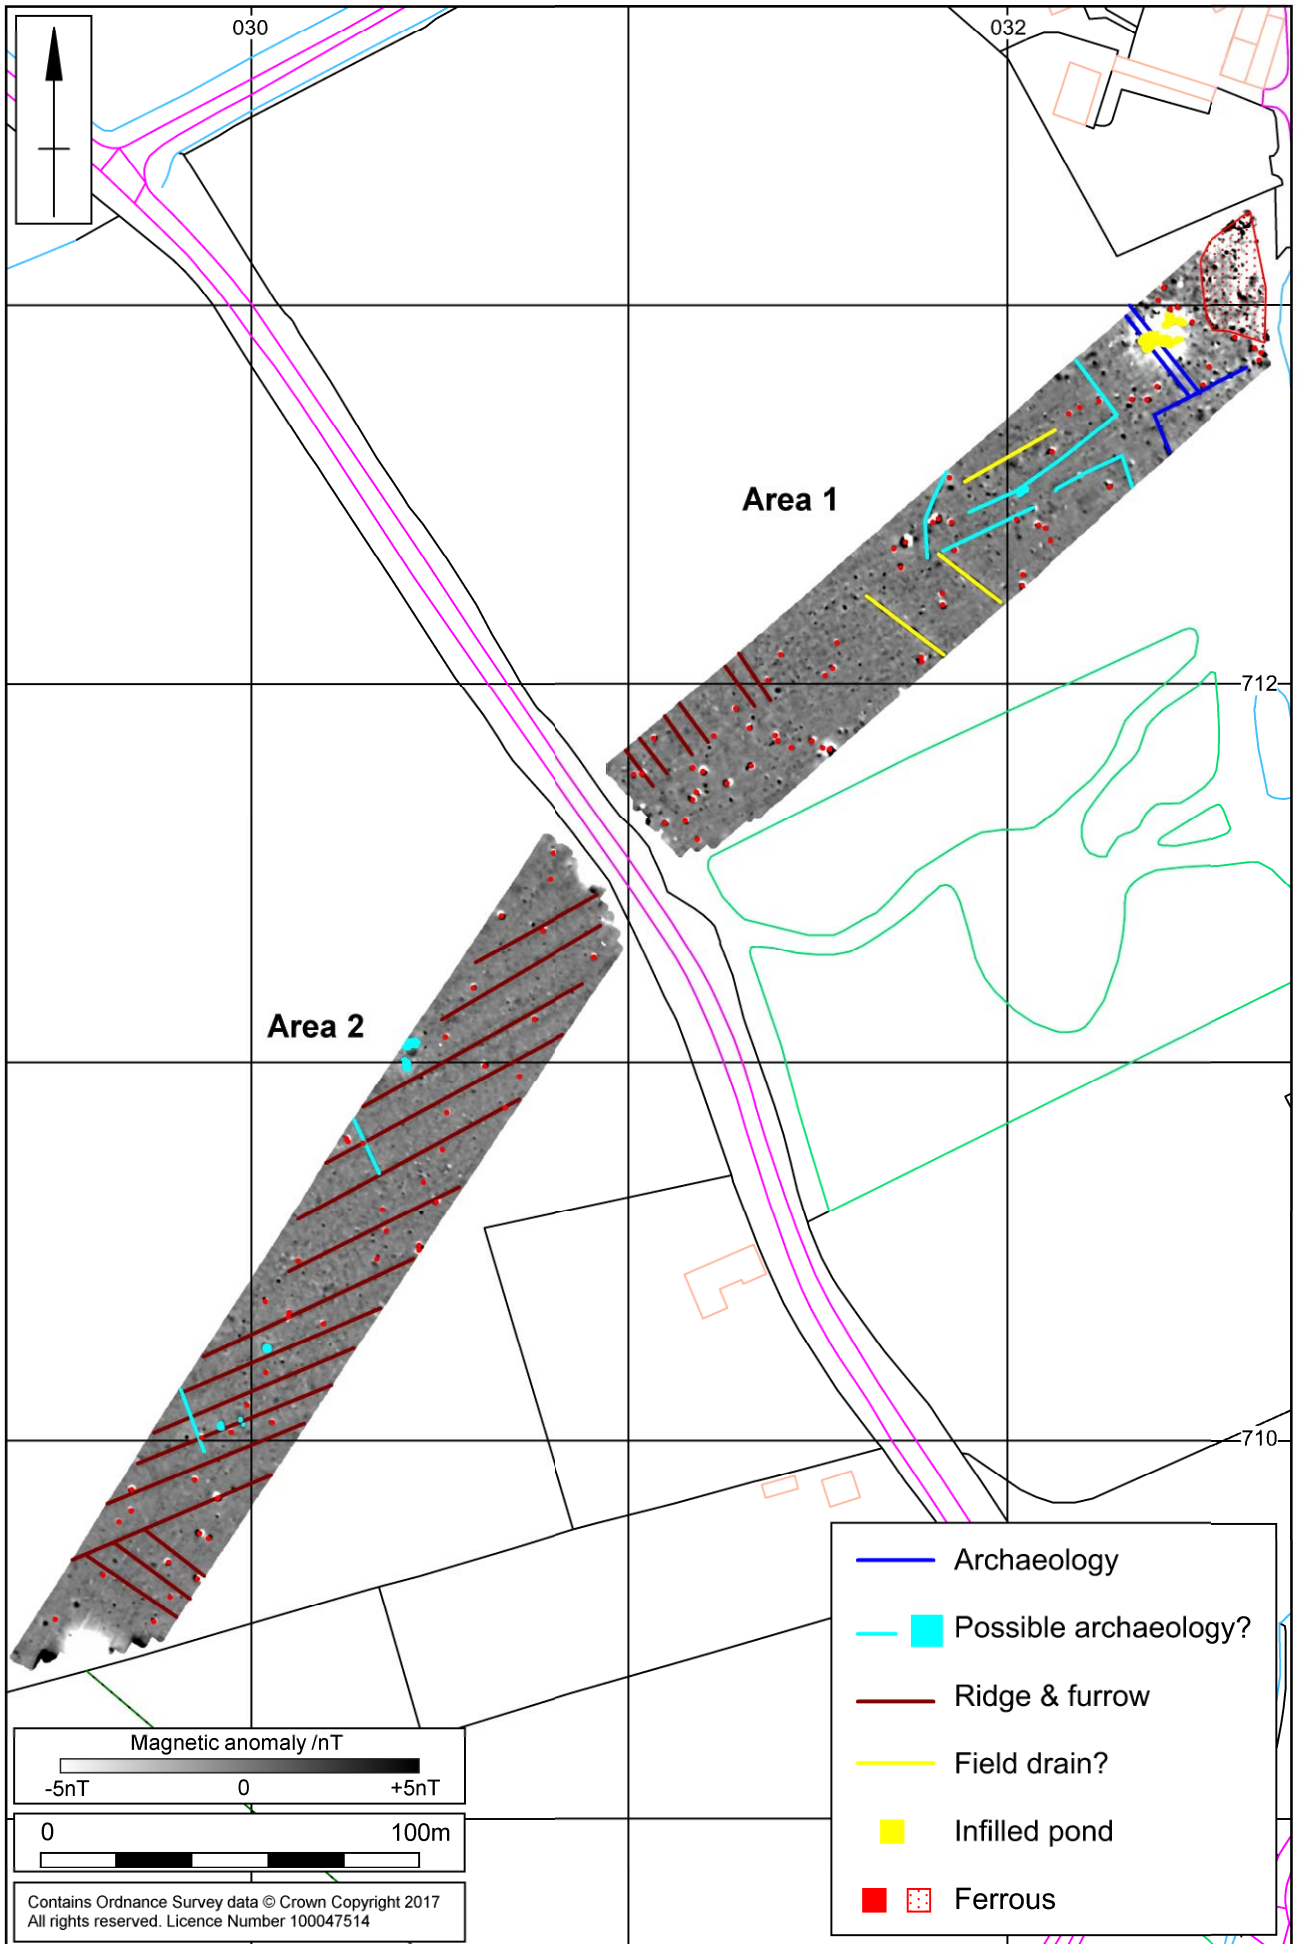 030
032
Area 1
712
Area 2
710
Archaeology
Possible archaeology?
Ridge & furrow
Field drain?
Infilled pond
Ferrous
Magnetic anomaly /nT
-5nT 0 +5nT
0 100m
Contains Ordnance Survey data © Crown Copyright 2017
All rights reserved. Licence Number 100047514